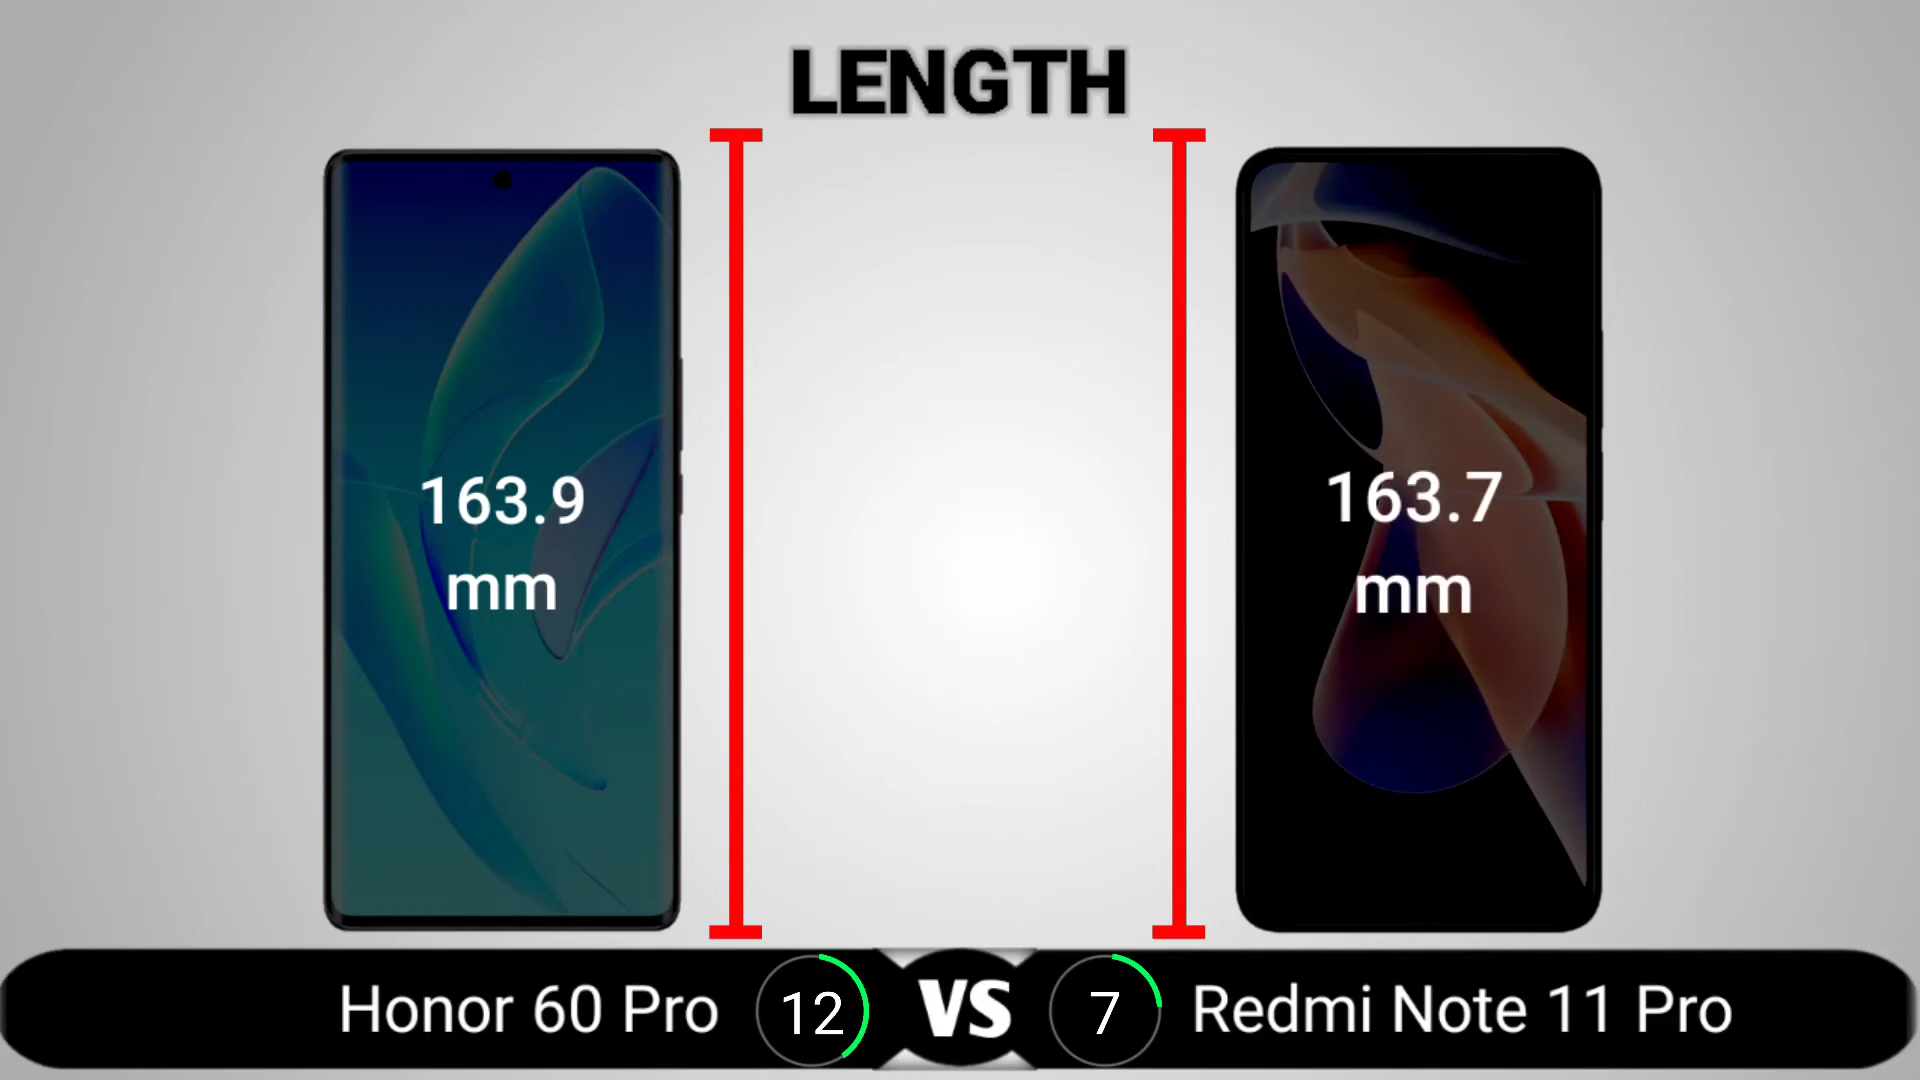 LENGTH
163.9
mm
163.7
mm
Honor 60 Pro 12 VS 7 Redmi Note 11 Pro